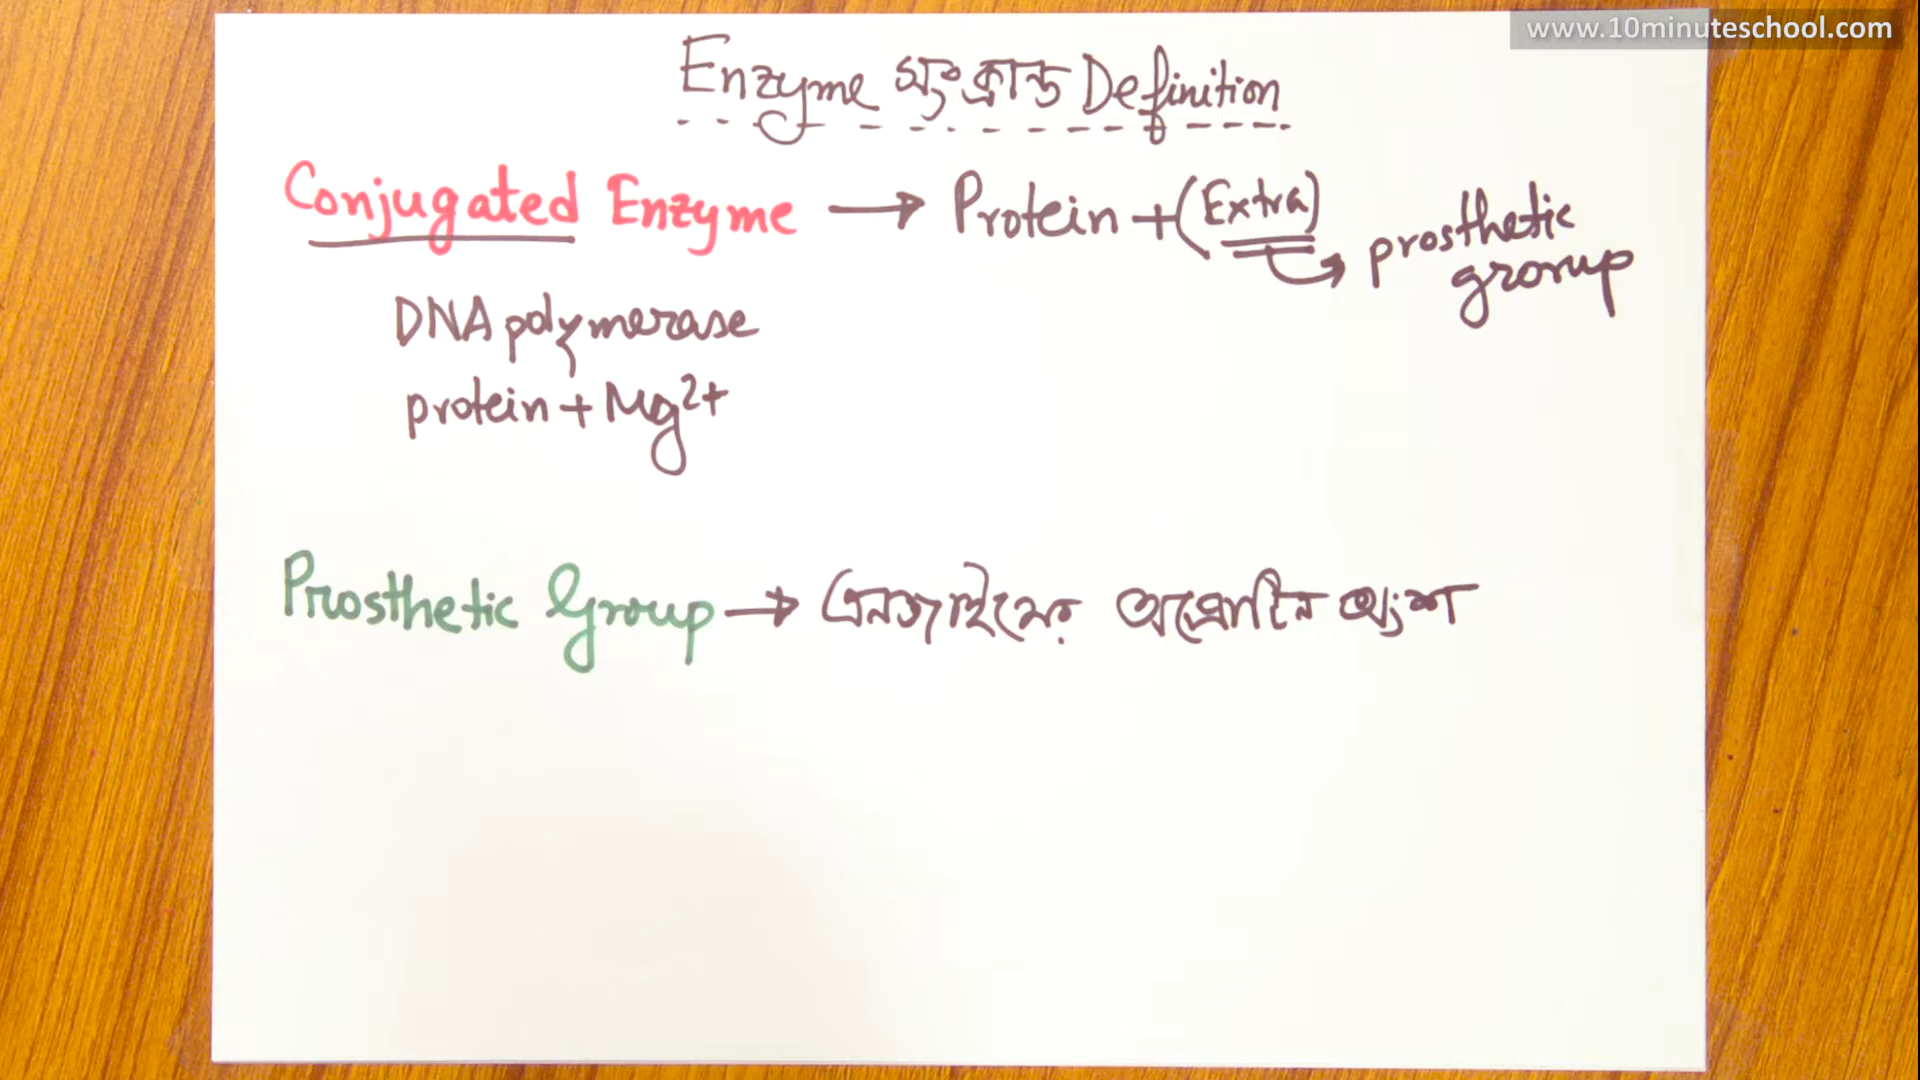 www.10minuteschool.com
Enzyme সংক্রান্ত Definition
Conjugated Enzyme → Protein + (Extra)
prosthetic
group
DNA polymerase
protein + Mg2+
Prosthetic Group → এনজাইমের অপ্রোটিন অংশ